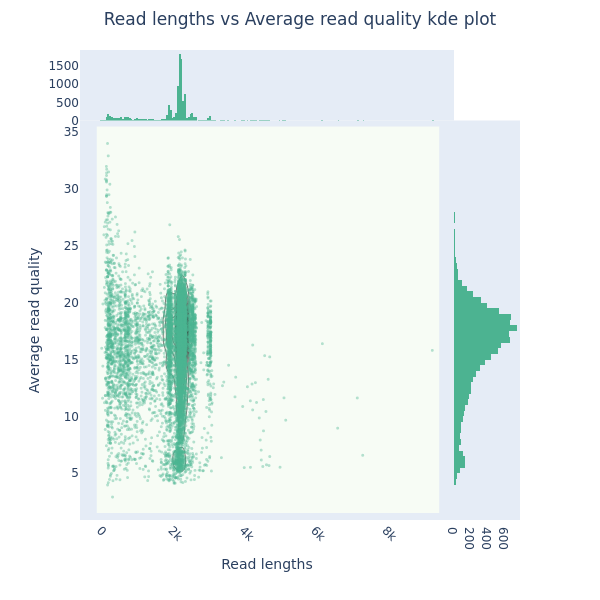 Read lengths vs Average read quality kde plot
1500
1000
500
0
35
30
25
20
15
10
5
Average read quality
0
2k
4k
6k
8k
0
200
400
600
Read lengths